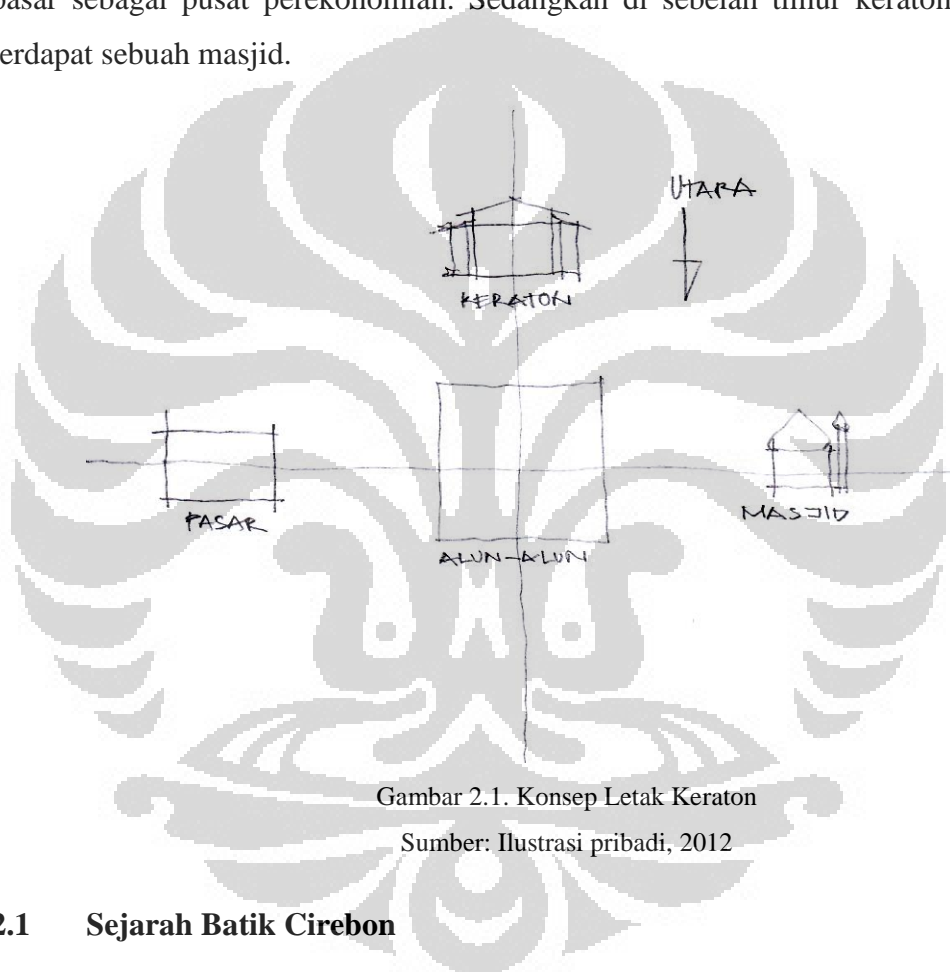 pasar sebagai pusat perekonomian. Sedangkan di sebelah timur keraton
terdapat sebuah masjid.
UTARA
KERATON
PASAR
MASJID
ALUN-ALUN
Gambar 2.1. Konsep Letak Keraton
Sumber: Ilustrasi pribadi, 2012
2.1 Sejarah Batik Cirebon